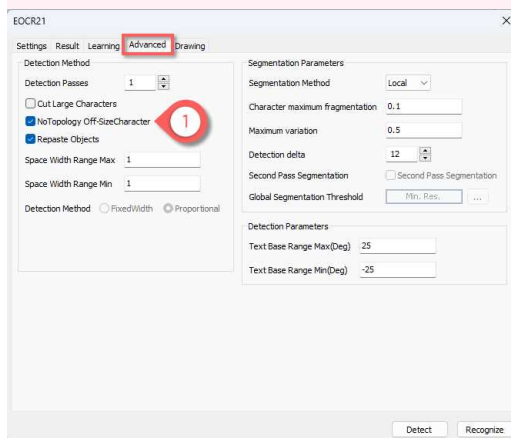 EOCR21
Settings Result Learning Advanced Drawing
Detection Method
Detection Passes 1
Cut Large Characters
NoTopology Off-SizeCharacter
1
Repaste Objects
Space Width Range Max 1
Space Width Range Min 1
Detection Method FixedWidth Proportional
Segmentation Parameters
Segmentation Method Local
Character maximum fragmentation 0.1
Maximum variation 0.5
Detection delta 12
Second Pass Segmentation Second Pass Segmentation
Global Segmentation Threshold Min. Res. ...
Detection Parameters
Text Base Range Max(Deg) 25
Text Base Range Min(Deg) -25
Detect Recognize